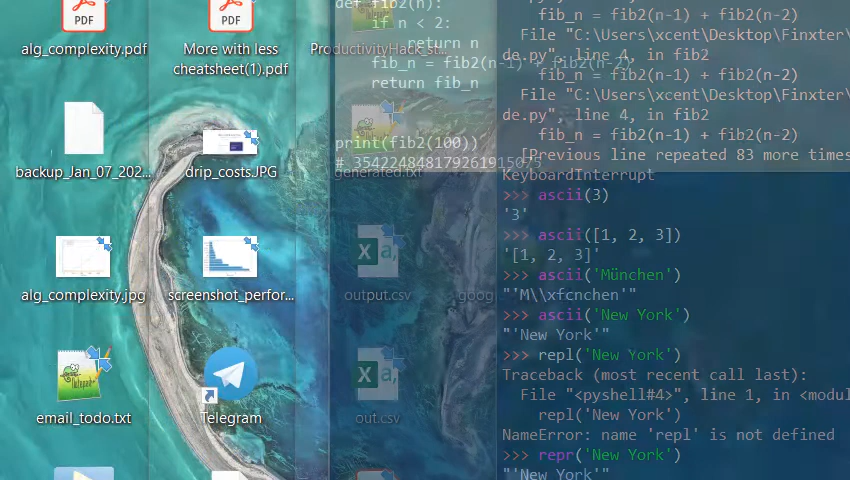 PDF
PDF
alg_complexity.pdf
More with less
cheatsheet(1).pdf
ProductivityHack_st...
backup_Jan_07_202...
drip_costs.JPG
generated.txt
alg_complexity.jpg
screenshot_perfor...
output.csv
goog
email_todo.txt
Telegram
out.csv
def fib2(n):
if n < 2:
return n
fib_n = fib2(n-1) + fib2(n-2)
return fib_n
print(fib2(100))
# 354224848179261915075
fib_n = fib2(n-1) + fib2(n-2)
File "C:\Users\xcent\Desktop\Finxter\
de.py", line 4, in fib2
fib_n = fib2(n-1) + fib2(n-2)
File "C:\Users\xcent\Desktop\Finxter\
de.py", line 4, in fib2
fib_n = fib2(n-1) + fib2(n-2)
[Previous line repeated 83 more times
KeyboardInterrupt
>>> ascii(3)
'3'
>>> ascii([1, 2, 3])
'[1, 2, 3]'
>>> ascii('München')
"'M\\xfcnchen'"
>>> ascii('New York')
"'New York'"
>>> repl('New York')
Traceback (most recent call last):
File "<pyshell#4>", line 1, in <modul
repl('New York')
NameError: name 'repl' is not defined
>>> repr('New York')
"'New York'"